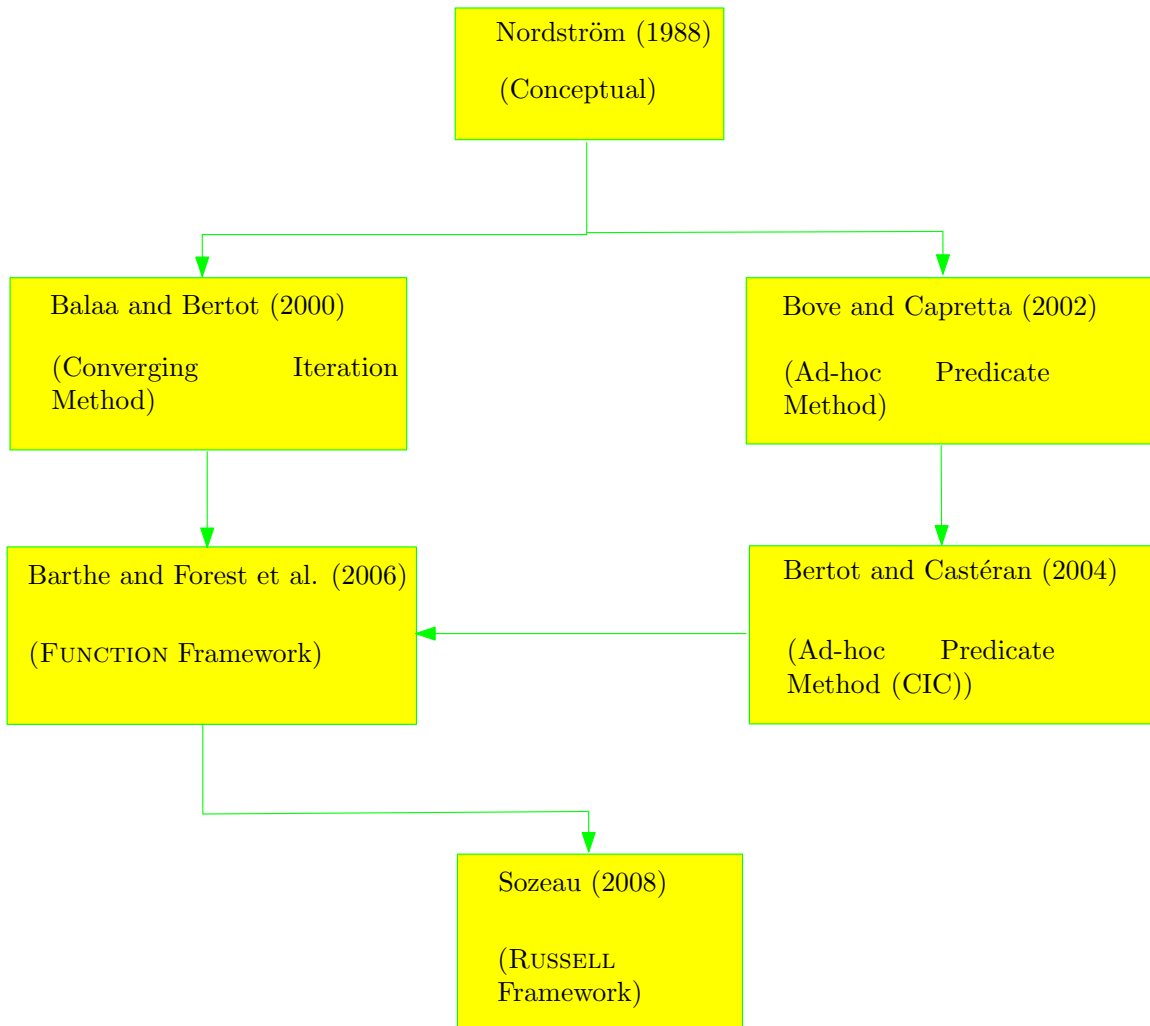 Nordström (1988)
(Conceptual)
Balaa and Bertot (2000)
(Converging Iteration
Method)
Bove and Capretta (2002)
(Ad-hoc Predicate
Method)
Barthe and Forest et al. (2006)
(FUNCTION Framework)
Bertot and Castéran (2004)
(Ad-hoc Predicate
Method (CIC))
Sozeau (2008)
(RUSSELL
Framework)